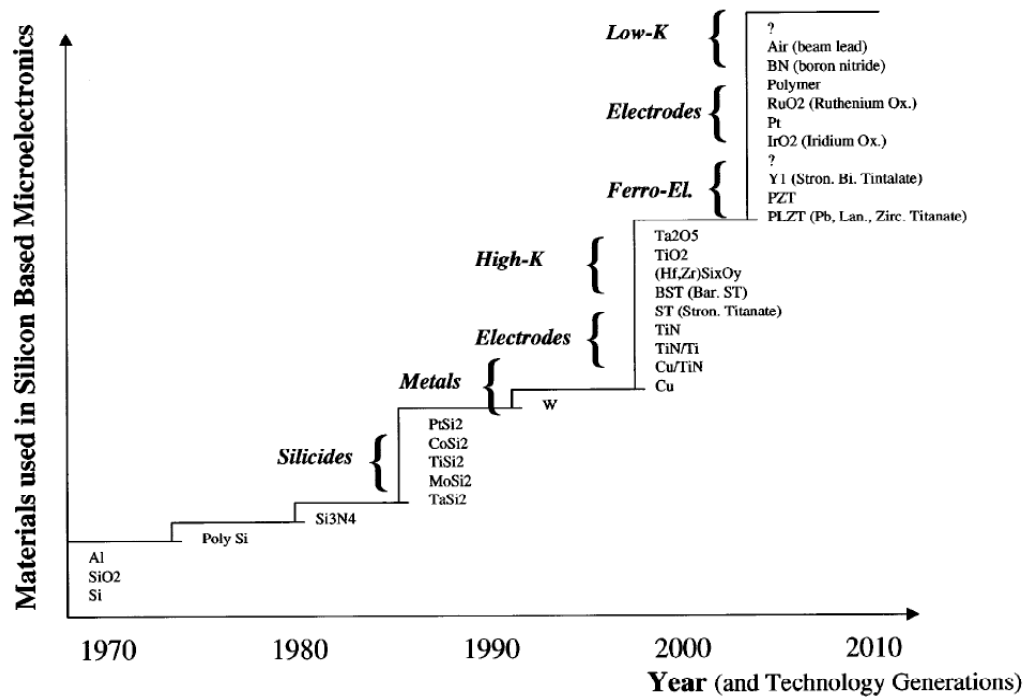 Materials used in Silicon Based Microelectronics
Low-K
?
Air (beam lead)
BN (boron nitride)
Polymer
Electrodes
RuO2 (Ruthenium Ox.)
Pt
IrO2 (Iridium Ox.)
?
Ferro-El.
Y1 (Stron. Bi. Tintalate)
PZT
PLZT (Pb, Lan., Zirc. Titanate)
High-K
Ta2O5
TiO2
(Hf,Zr)SixOy
BST (Bar. ST)
ST (Stron. Titanate)
Electrodes
TiN
TiN/Ti
Cu/TiN
Cu
Metals
W
Silicides
PtSi2
CoSi2
TiSi2
MoSi2
TaSi2
Si3N4
Poly Si
Al
SiO2
Si
1970 1980 1990 2000 2010
Year (and Technology Generations)